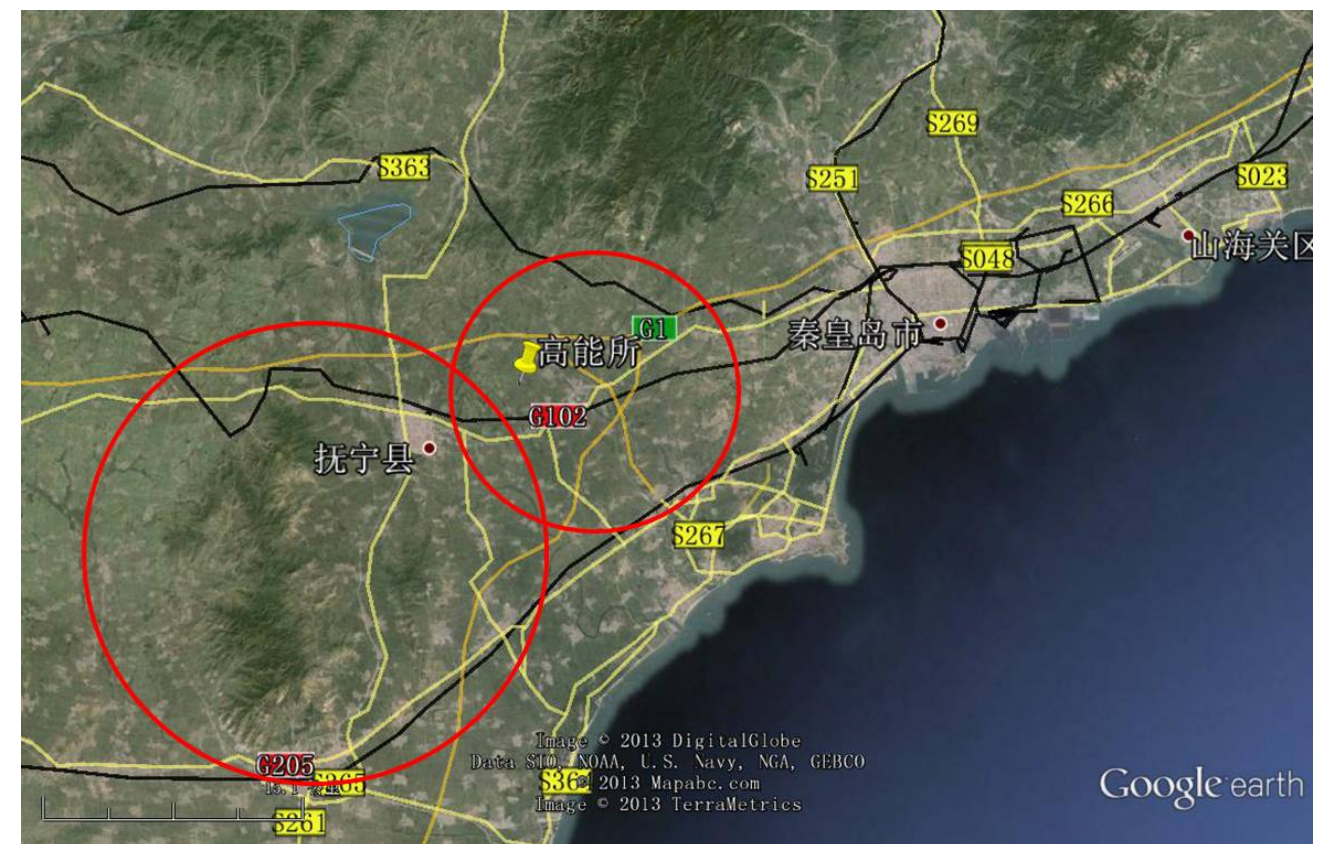 S269
S363
S251
S023
S266
山海关区
S048
G1
秦皇岛市
高能所
G102
抚宁县
S267
Image © 2013 DigitalGlobe
G205
Data SIO, NOAA, U.S. Navy, NGA, GEBCO
S365
© 2013 Mapabc.com
Google earth
Image © 2013 TerraMetrics
S261